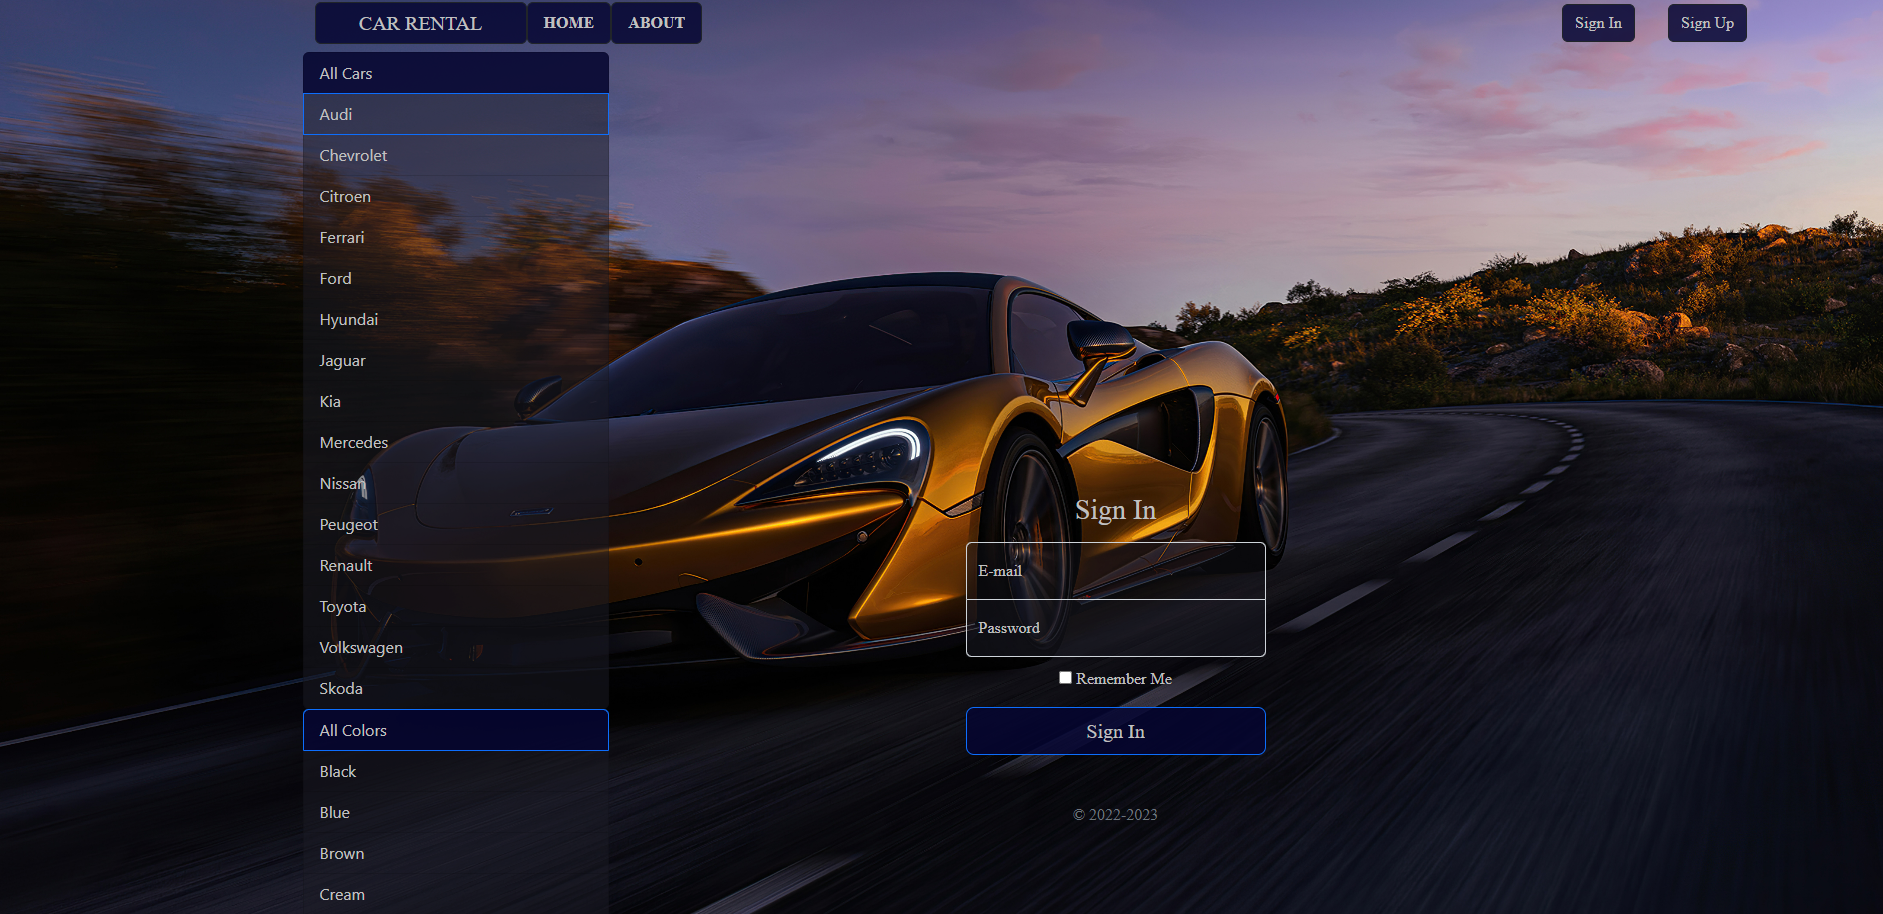 CAR RENTAL HOME ABOUT Sign In Sign Up
All Cars
Audi
Chevrolet
Citroen
Ferrari
Ford
Hyundai
Jaguar
Kia
Mercedes
Nissan
Peugeot
Renault
Toyota
Volkswagen
Skoda
All Colors
Black
Blue
Brown
Cream
Sign In
E-mail
Password
Remember Me
Sign In
© 2022-2023